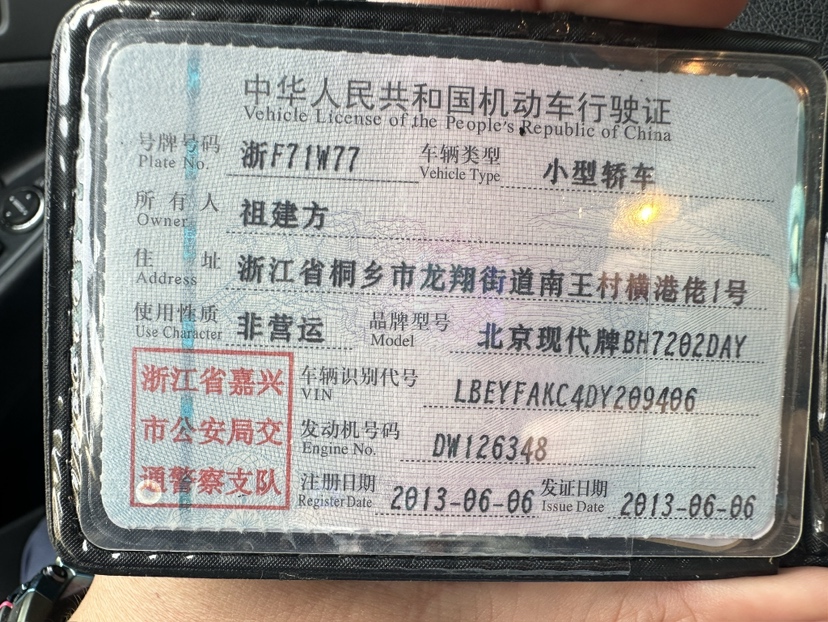 中华人民共和国机动车行驶证
Vehicle License of the People's Republic of China
号牌号码 浙F71W77 车辆类型 小型轿车
Plate No. Vehicle Type
所有人 祖建方
Owner
住址 浙江省桐乡市龙翔街道南王村横港佬1号
Address
使用性质 非营运 品牌型号 北京现代牌BH7202DAY
Use Character Model
浙江省嘉兴 车辆识别代号 LBEYFAKC4DY209406
VIN
市公安局交 发动机号码 DW126348
Engine No.
通警察支队 注册日期 2013-06-06 发证日期 2013-06-06
Register Date Issue Date